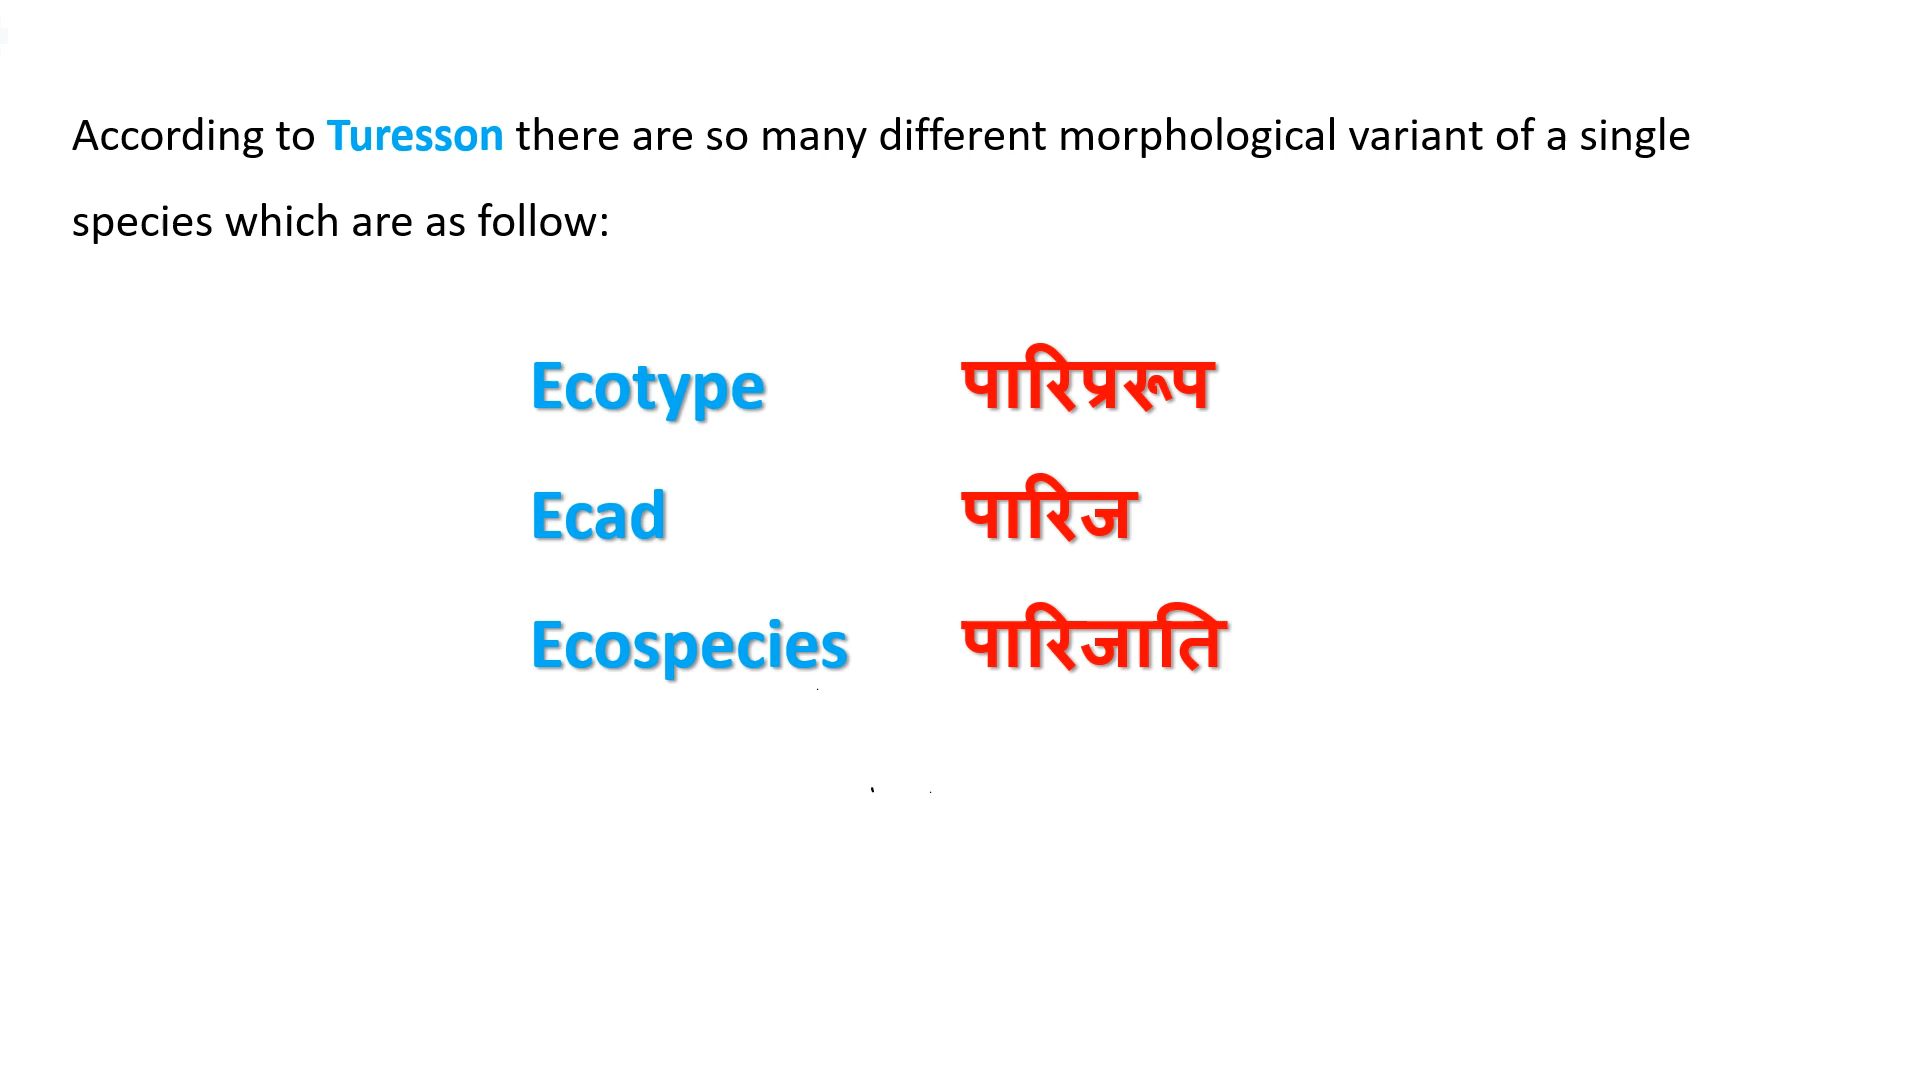 According to Turesson there are so many different morphological variant of a single
species which are as follow:
Ecotype पारिप्ररूप
Ecad पारिज
Ecospecies पारिजाति